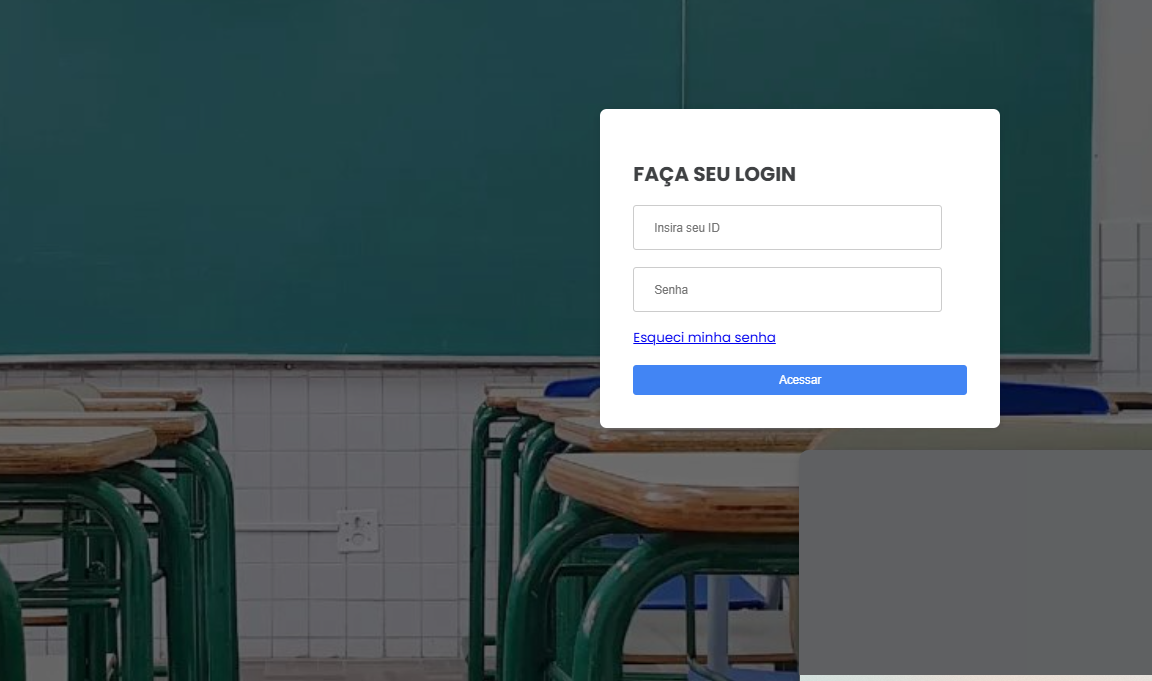 FAÇA SEU LOGIN
Insira seu ID
Senha
Esqueci minha senha
Acessar